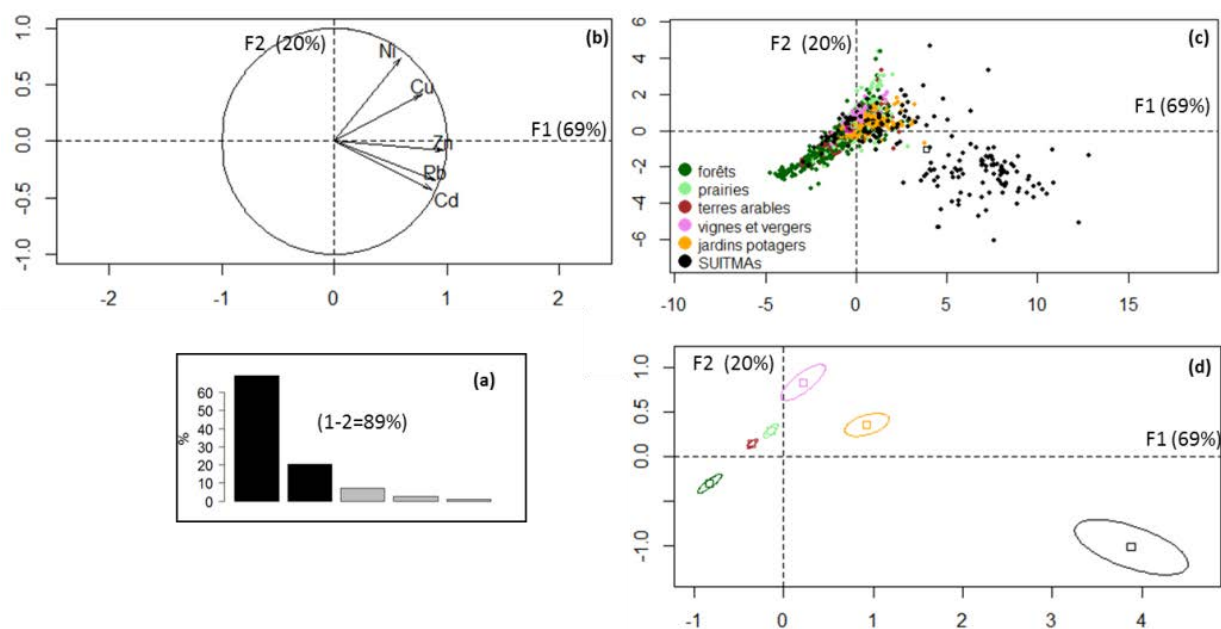 (b)
F2 (20%)
Ni
Cu
Zn
Pb
Cd
F1 (69%)
1.0
0.5
0.0
-0.5
-1.0
-2
-1
0
1
2
(c)
F2 (20%)
F1 (69%)
6
4
2
0
-2
-4
-6
forêts
prairies
terres arables
vignes et vergers
jardins potagers
SUITMAs
-10
-5
0
5
10
15
(a)
(1-2=89%)
%
60
50
40
30
20
10
0
(d)
F2 (20%)
F1 (69%)
1.0
0.5
0.0
-1.0
-1
0
1
2
3
4